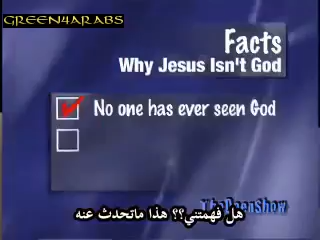 GREEN4ARABS
Facts
Why Jesus Isn't God
No one has ever seen God
TheDeenShow
هل فهمتني؟؟ هذا ماتحدث عنه